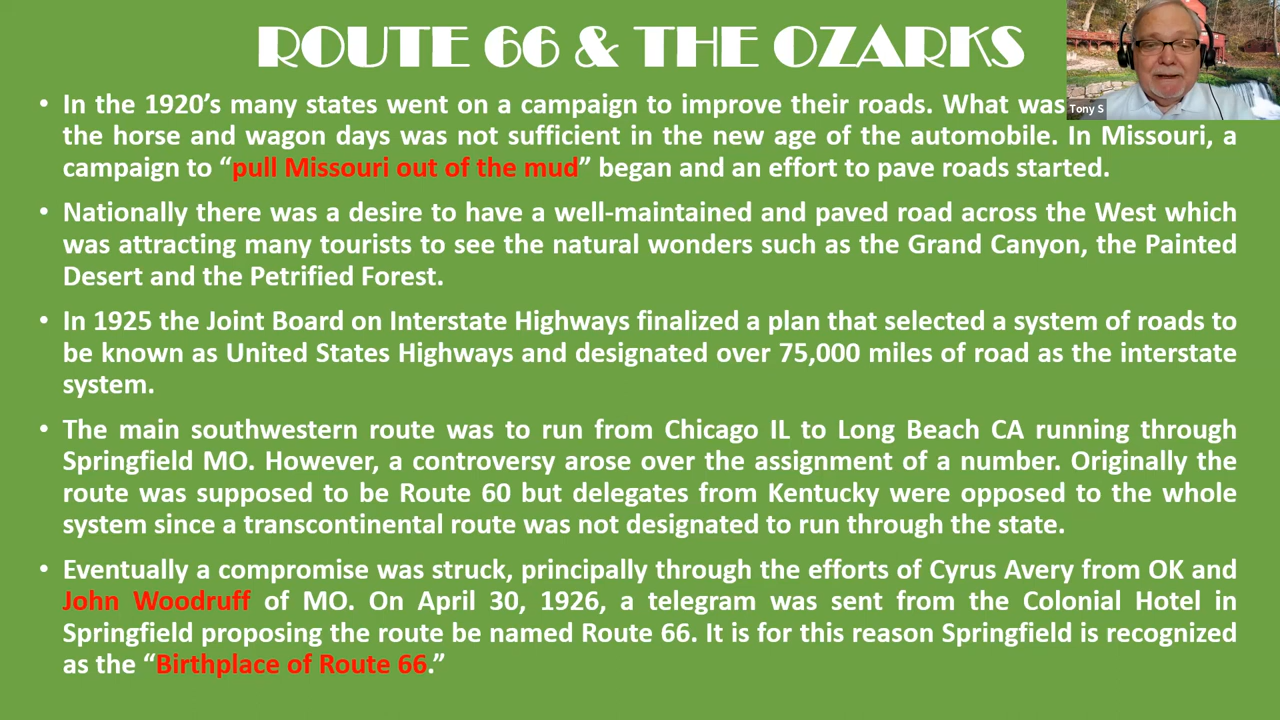 ROUTE 66 & THE OZARKS
• In the 1920's many states went on a campaign to improve their roads. What was
the horse and wagon days was not sufficient in the new age of the automobile. In Missouri, a
campaign to “pull Missouri out of the mud” began and an effort to pave roads started.
• Nationally there was a desire to have a well-maintained and paved road across the West which
was attracting many tourists to see the natural wonders such as the Grand Canyon, the Painted
Desert and the Petrified Forest.
• In 1925 the Joint Board on Interstate Highways finalized a plan that selected a system of roads to
be known as United States Highways and designated over 75,000 miles of road as the interstate
system.
• The main southwestern route was to run from Chicago IL to Long Beach CA running through
Springfield MO. However, a controversy arose over the assignment of a number. Originally the
route was supposed to be Route 60 but delegates from Kentucky were opposed to the whole
system since a transcontinental route was not designated to run through the state.
• Eventually a compromise was struck, principally through the efforts of Cyrus Avery from OK and
John Woodruff of MO. On April 30, 1926, a telegram was sent from the Colonial Hotel in
Springfield proposing the route be named Route 66. It is for this reason Springfield is recognized
as the “Birthplace of Route 66.”
Tony S